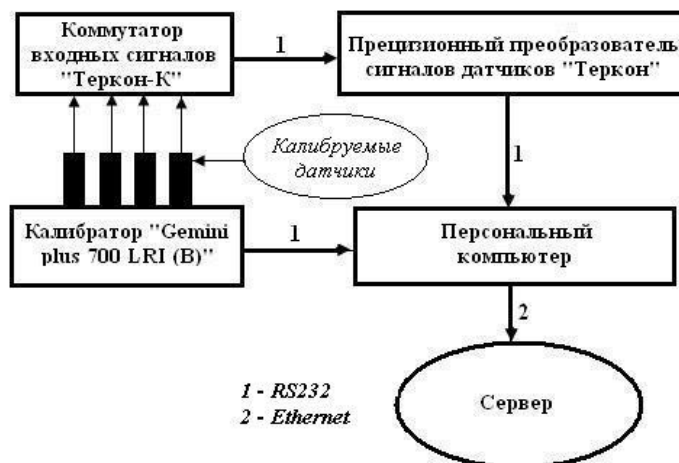 Коммутатор
входных сигналов
"Теркон-К"
1
Прецизионный преобразователь
сигналов датчиков "Теркон"
Калибруемые
датчики
1
Калибратор "Gemini
plus 700 LRI (B)"
1
Персональный
компьютер
2
1 - RS232
2 - Ethernet
Сервер